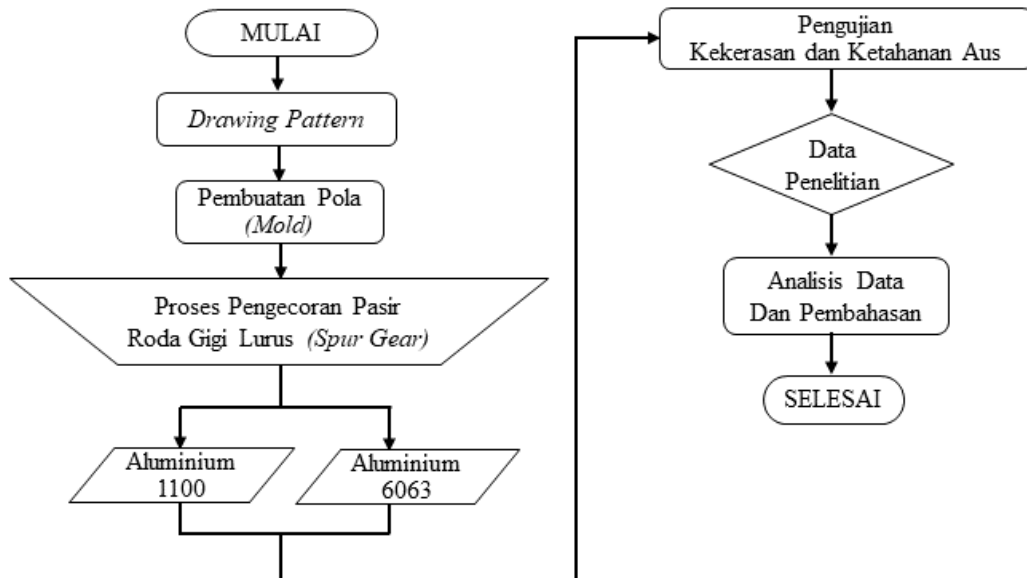 MULAI
Drawing Pattern
Pembuatan Pola
(Mold)
Proses Pengecoran Pasir
Roda Gigi Lurus (Spur Gear)
Aluminium
1100
Aluminium
6063
Pengujian
Kekerasan dan Ketahanan Aus
Data
Penelitian
Analisis Data
Dan Pembahasan
SELESAI